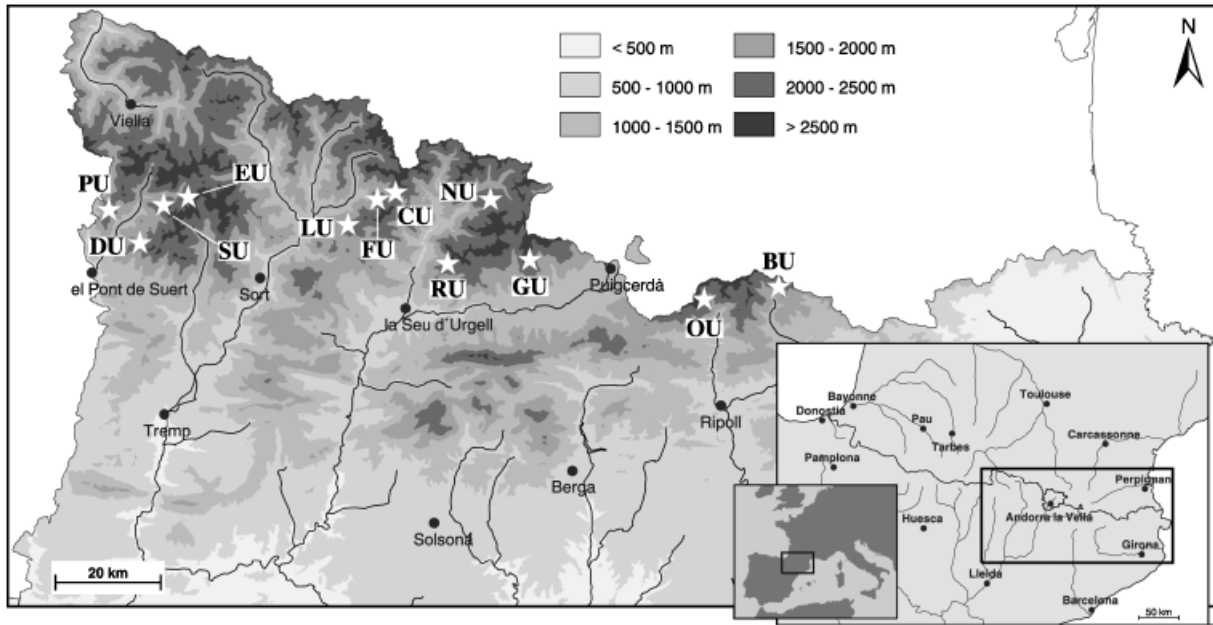 N
< 500 m
500 - 1000 m
1000 - 1500 m
1500 - 2000 m
2000 - 2500 m
> 2500 m
Viella
PU
EU
DU
SU
LU
FU
CU
NU
RU
GU
OU
BU
el Pont de Suert
Sort
la Seu d´Urgell
Puigcerdà
Tremp
Ripoll
Berga
Solsona
20 km
Bayonne
Donostia
Pau
Tarbes
Toulouse
Carcassonne
Pamplona
Perpignan
Huesca
Andorra la Vella
Girona
Lleida
Barcelona
50 km